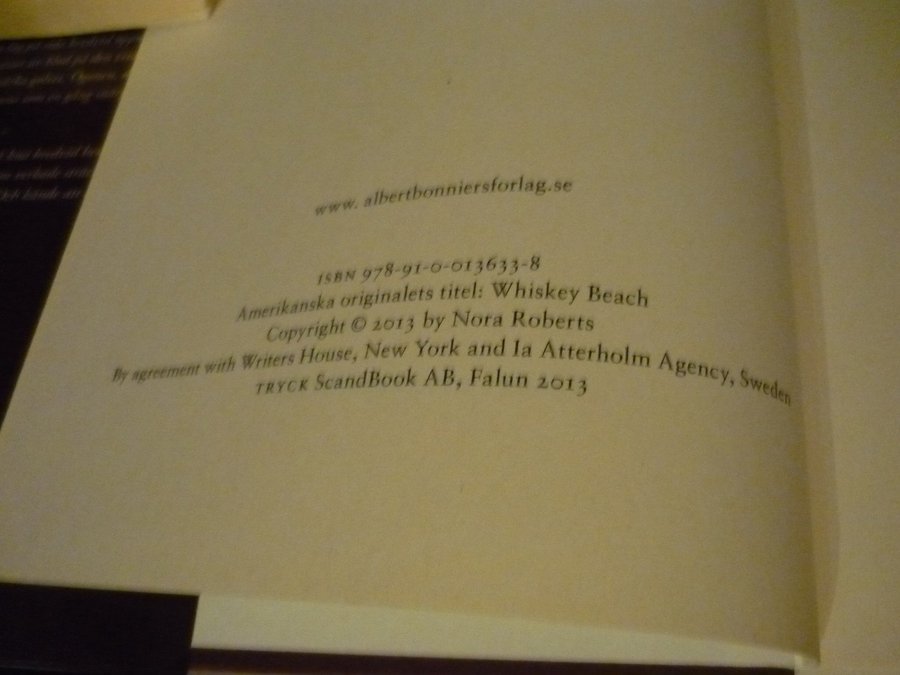 www. albertbonniersforlag.se
ISBN 978-91-0-013633-8
Amerikanska originalets titel: Whiskey Beach
Copyright © 2013 by Nora Roberts
By agreement with Writers House, New York and Ia Atterholm Agency, Sweden
TRYCK ScandBook AB, Falun 2013